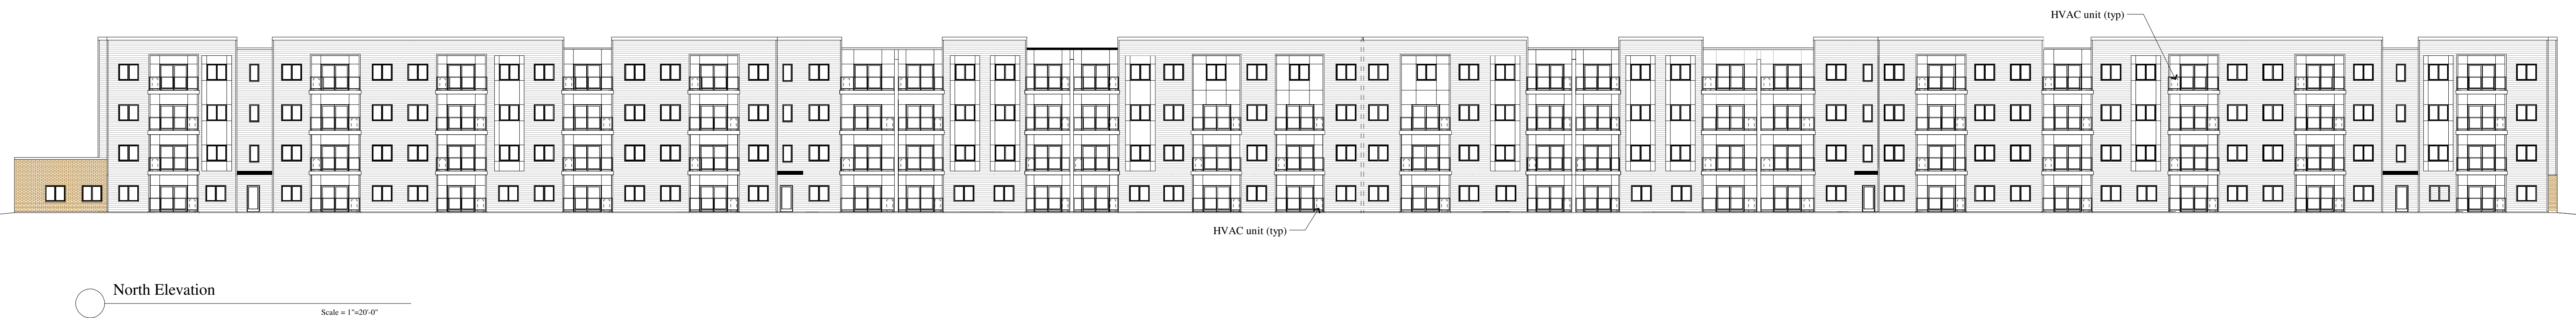 HVAC unit (typ)
HVAC unit (typ)
North Elevation
Scale = 1"=20'-0"